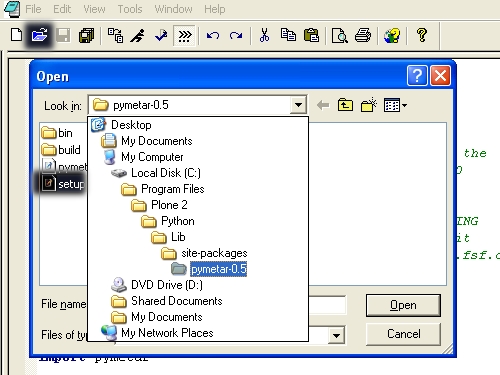 File Edit View Tools Window Help
Open
Look in: pymetar-0.5
Desktop
My Documents
My Computer
Local Disk (C:)
Program Files
Plone 2
Python
Lib
site-packages
pymetar-0.5
DVD Drive (D:)
Shared Documents
My Documents
My Network Places
bin
build
pymet
setup
File name
Files of ty
Open
Cancel
the
ING
it
.fsf.o
import pymetar